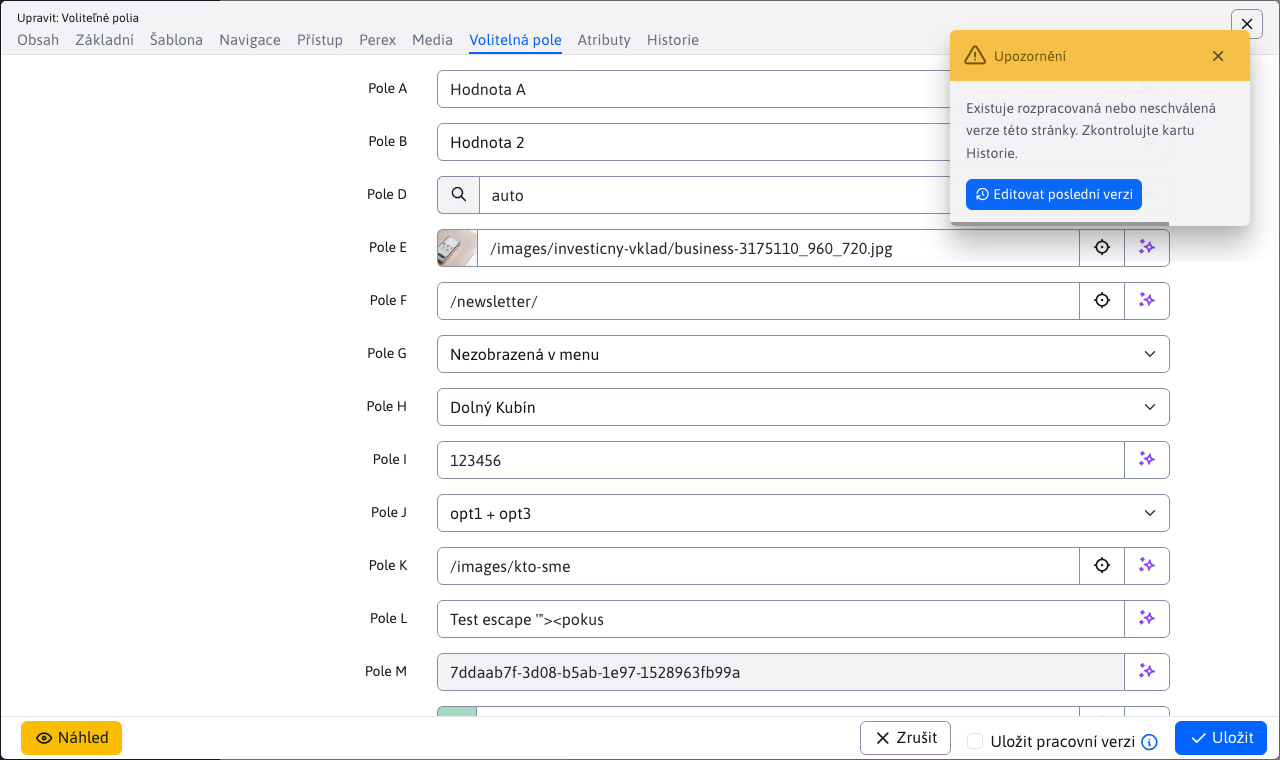 Upravit: Voliteľné polia
Obsah Základní Šablona Navigace Přístup Perex Media Volitelná pole Atributy Historie
Upozornění
Existuje rozpracovaná nebo neschválená
verze této stránky. Zkontrolujte kartu
Historie.
Editovat poslední verzi
Pole A Hodnota A
Pole B Hodnota 2
Pole D auto
Pole E /images/investicny-vklad/business-3175110_960_720.jpg
Pole F /newsletter/
Pole G Nezobrazená v menu
Pole H Dolný Kubín
Pole I 123456
Pole J opt1 + opt3
Pole K /images/kto-sme
Pole L Test escape '"><pokus
Pole M 7ddaab7f-3d08-b5ab-1e97-1528963fb99a
Náhled Zrušit Uložit pracovní verzi Uložit